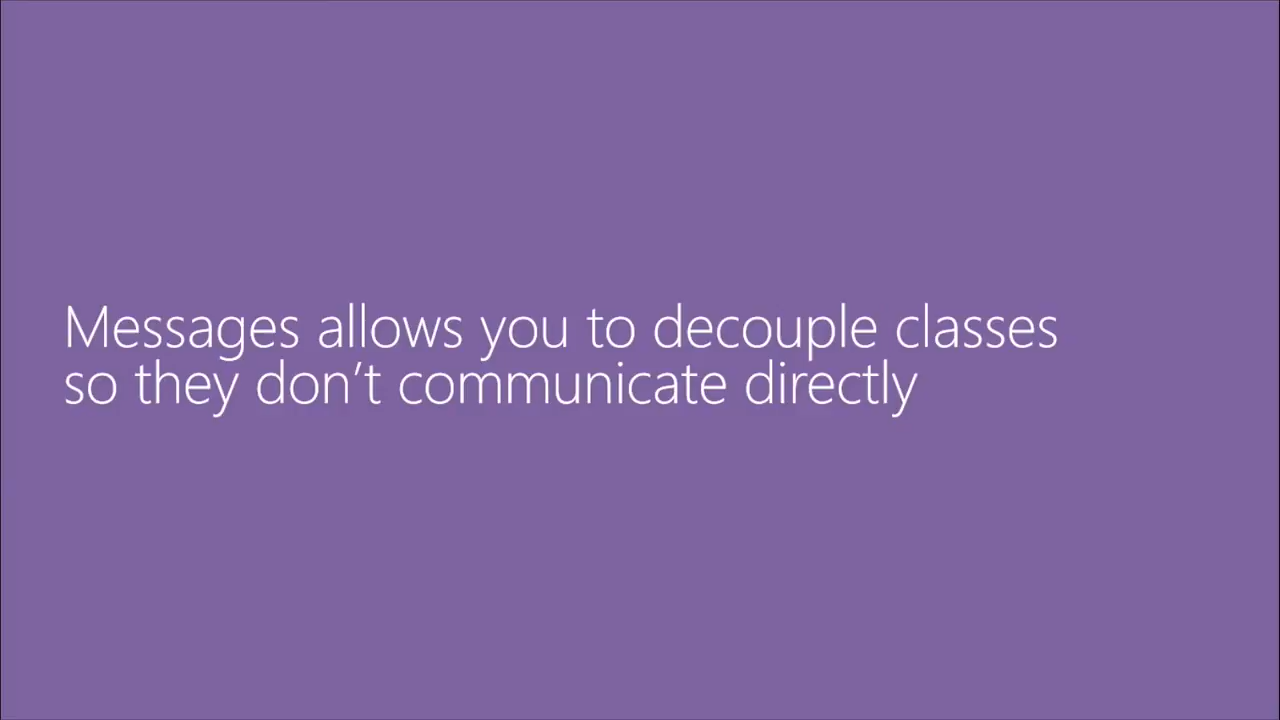 Messages allows you to decouple classes
so they don’t communicate directly